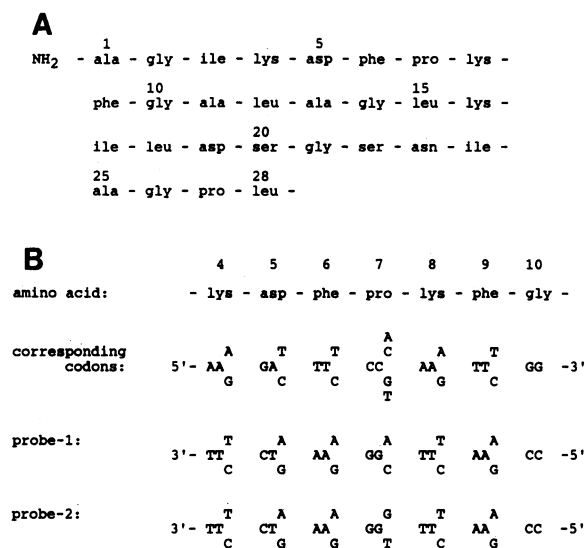 A
1 5
NH2 - ala - gly - ile - lys - asp - phe - pro - lys -
10 15
phe - gly - ala - leu - ala - gly - leu - lys -
20
ile - leu - asp - ser - gly - ser - asn - ile -
25 28
ala - gly - pro - leu -
B
4 5 6 7 8 9 10
amino acid: - lys - asp - phe - pro - lys - phe - gly -
A
A T T C A T
corresponding codons: 5'- AA GA TT CC AA TT GG -3'
G C C G G C
T
T A A A T A
probe-1: 3'- TT CT AA GG TT AA CC -5'
C G G C C G
T A A G T A
probe-2: 3'- TT CT AA GG TT AA CC -5'
C G G T C G